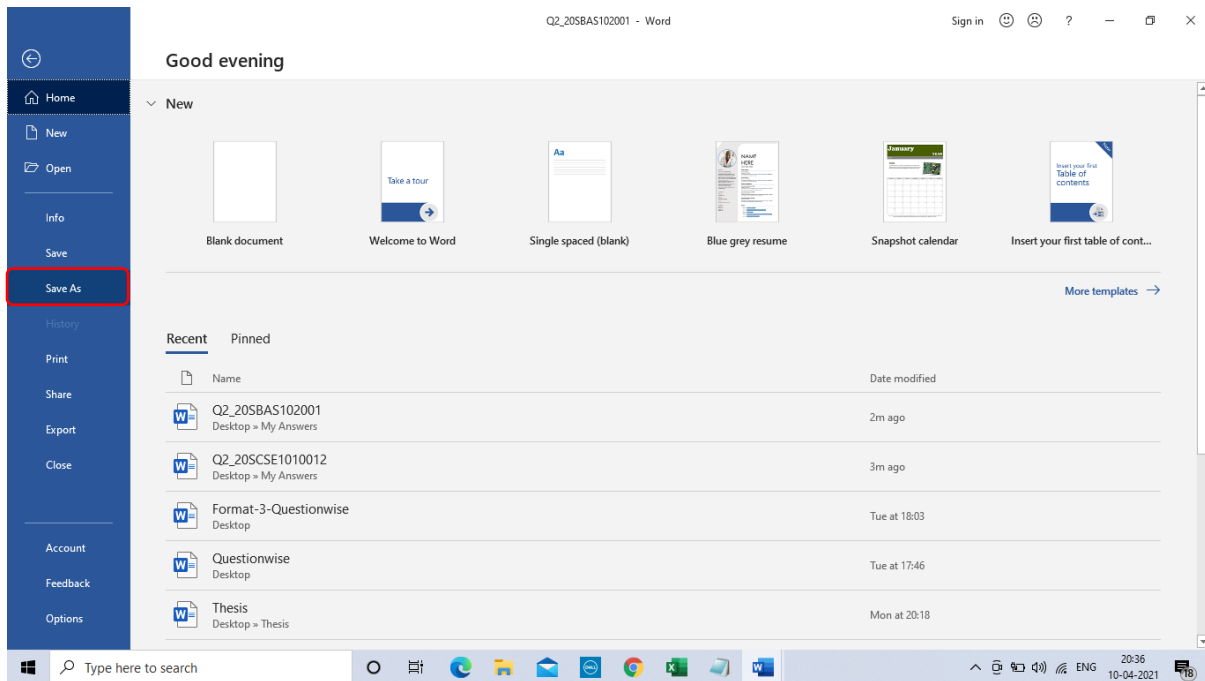 Q2_20SBAS102001 - Word
Sign in
?
Good evening
Home
New
Open
Info
Save
Save As
History
Print
Share
Export
Close
Account
Feedback
Options
New
Aa
Take a tour
NAME
HERE
January
Insert your first
Table of
contents
Blank document
Welcome to Word
Single spaced (blank)
Blue grey resume
Snapshot calendar
Insert your first table of cont...
More templates
Recent Pinned
Name Date modified
Q2_20SBAS102001
Desktop » My Answers
2m ago
Q2_20SCSE1010012
Desktop » My Answers
3m ago
Format-3-Questionwise
Desktop
Tue at 18:03
Questionwise
Desktop
Tue at 17:46
Thesis
Desktop » Thesis
Mon at 20:18
Type here to search
DELL
ENG
20:36
10-04-2021
18